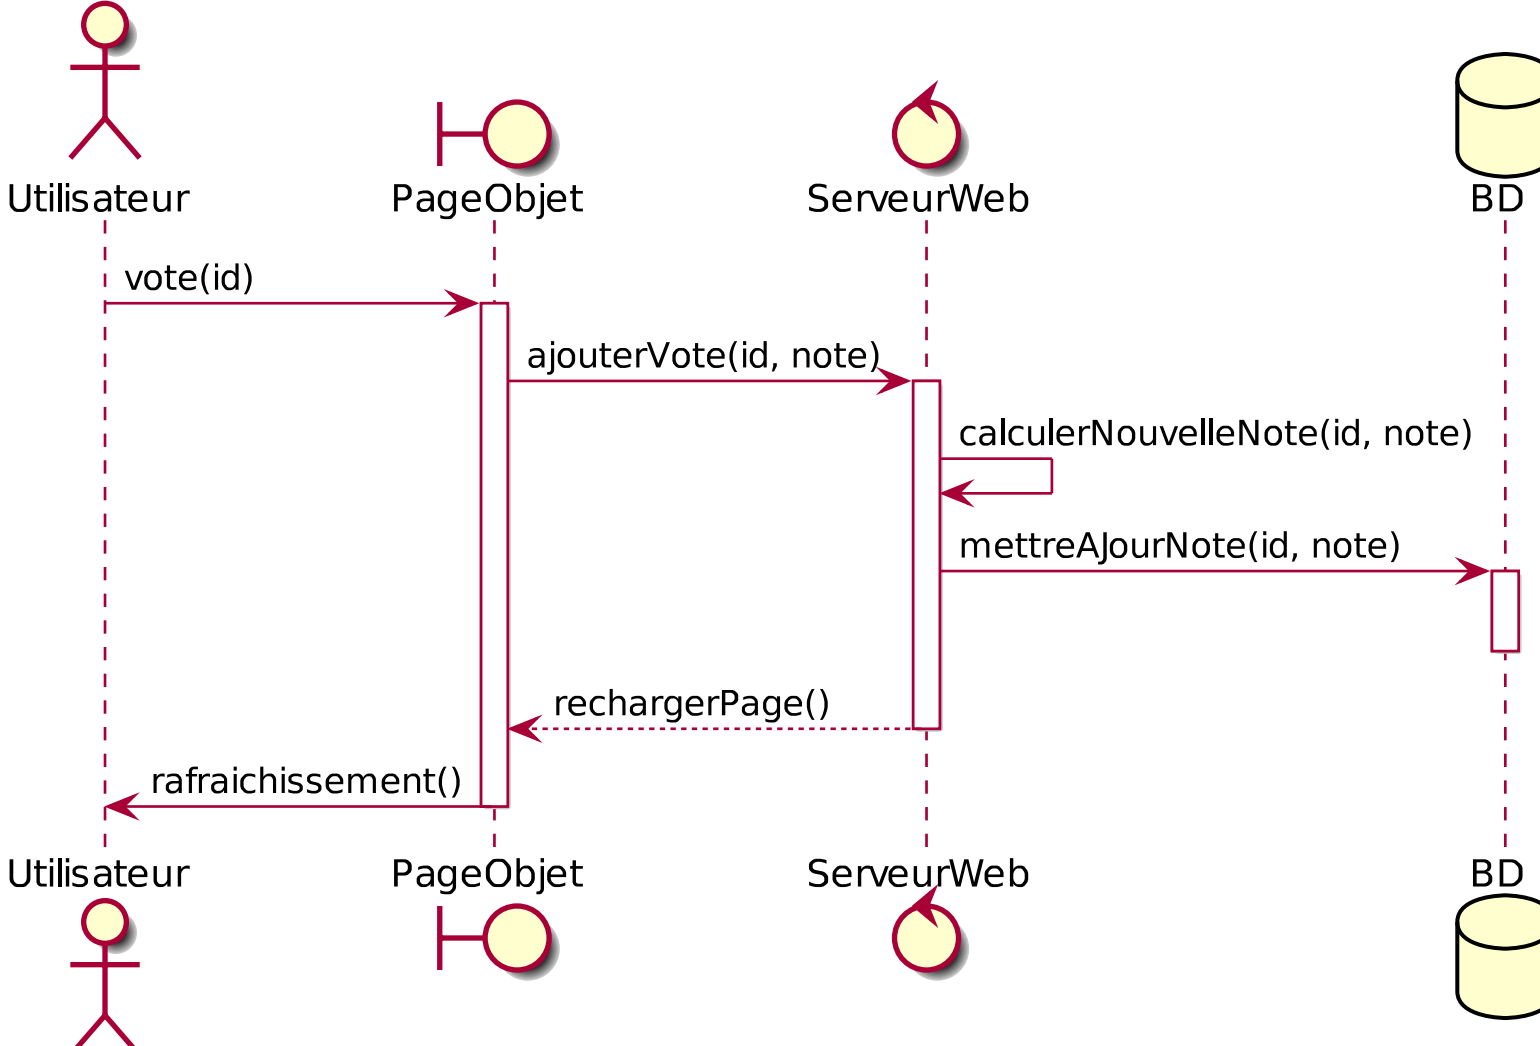 Utilisateur
PageObjet
ServeurWeb
BD
vote(id)
ajouterVote(id, note)
calculerNouvelleNote(id, note)
mettreAJourNote(id, note)
rechargerPage()
rafraichissement()
Utilisateur
PageObjet
ServeurWeb
BD